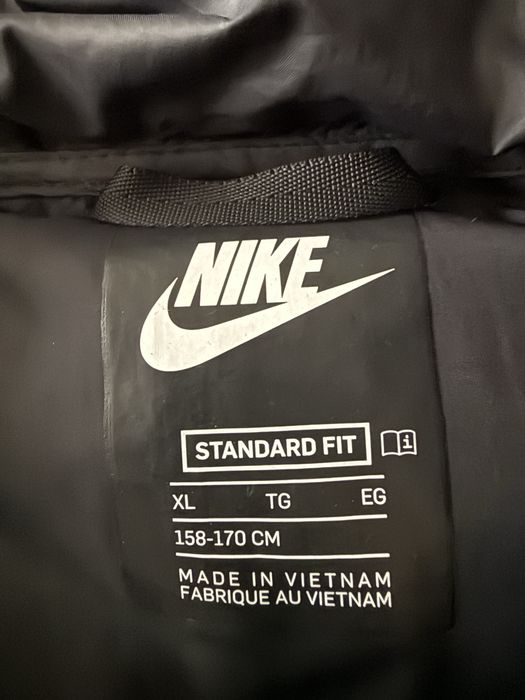 NIKE
STANDARD FIT
XL TG EG
158-170 CM
MADE IN VIETNAM
FABRIQUE AU VIETNAM